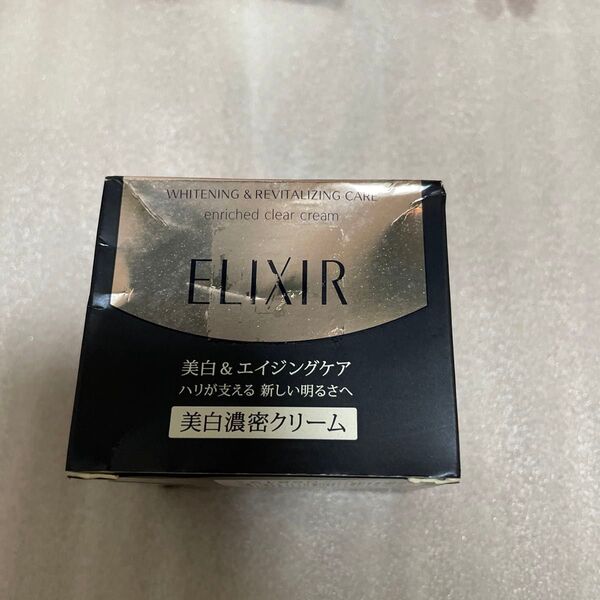 WHITENING & REVITALIZING CARE
enriched clear cream
ELIXIR
美白&エイジングケア
ハリが支える 新しい明るさへ
美白濃密クリーム